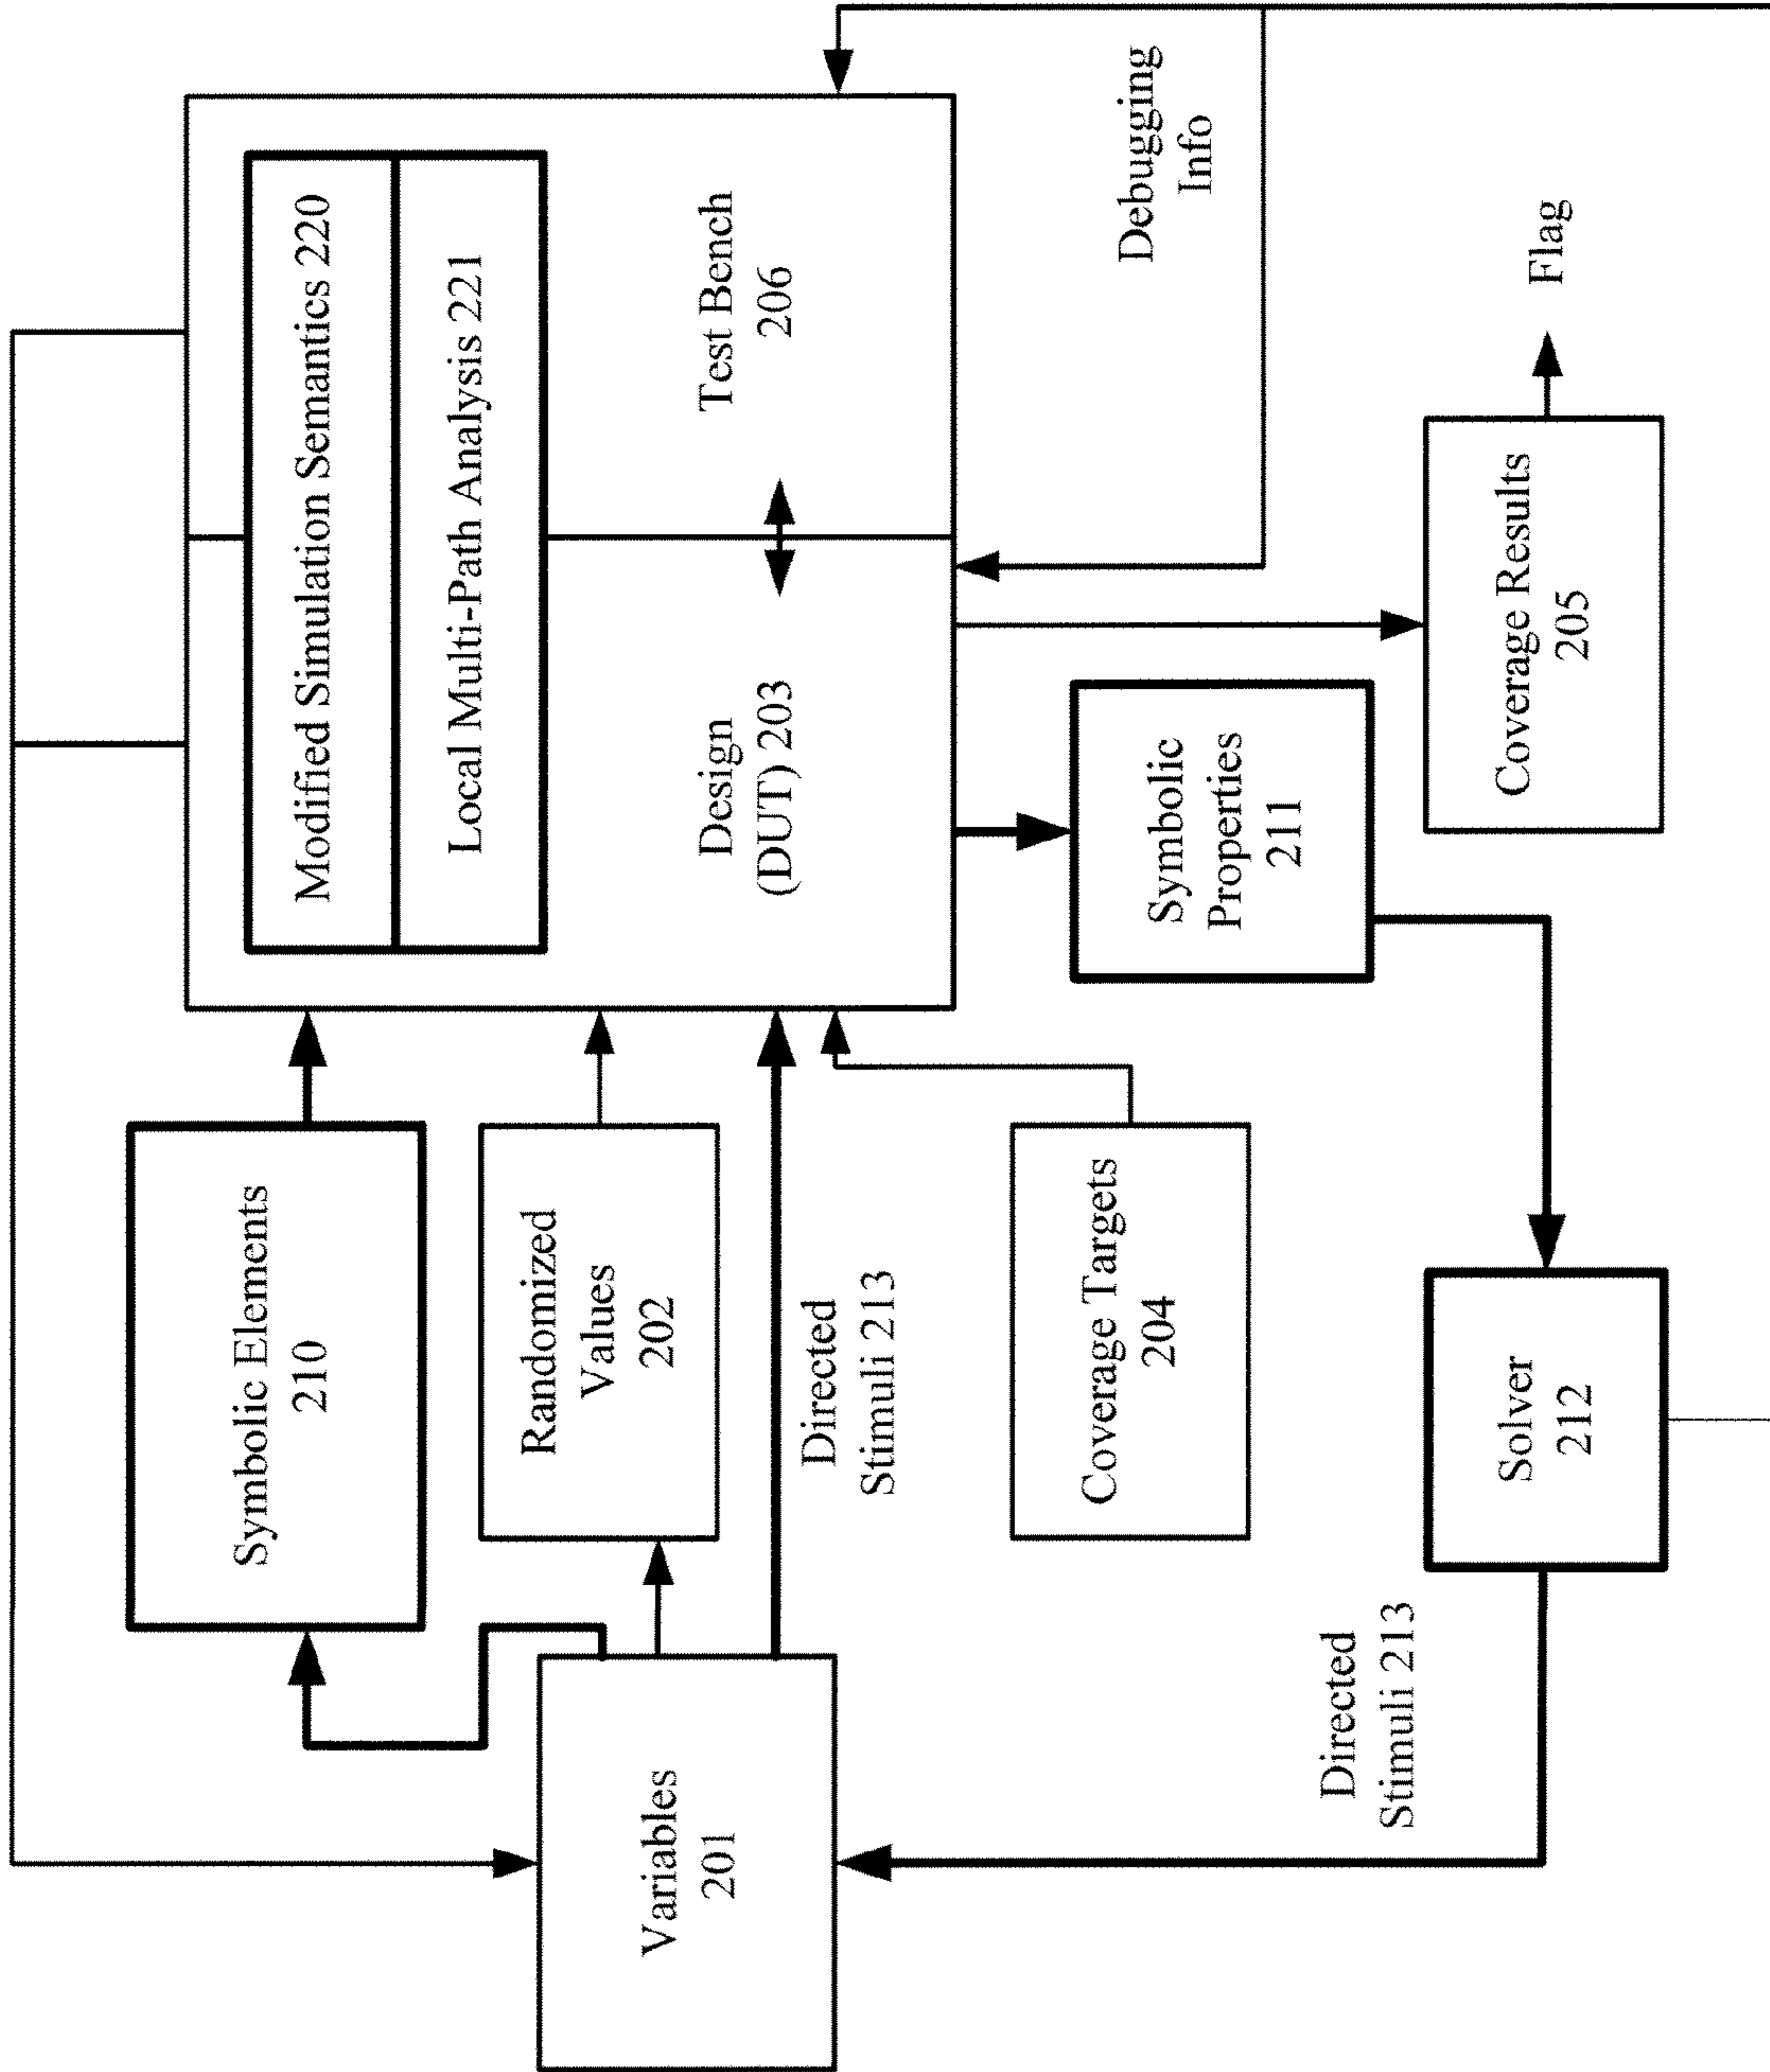 Modified Simulation Semantics 220
Local Multi-Path Analysis 221
Symbolic Elements
210
Variables
201
Randomized
Values
202
Directed
Stimuli 213
Design
(DUT) 203
Test Bench
206
Coverage Targets
204
Symbolic
Properties
211
Debugging
Info
Directed
Stimuli 213
Solver
212
Coverage Results
205
Flag